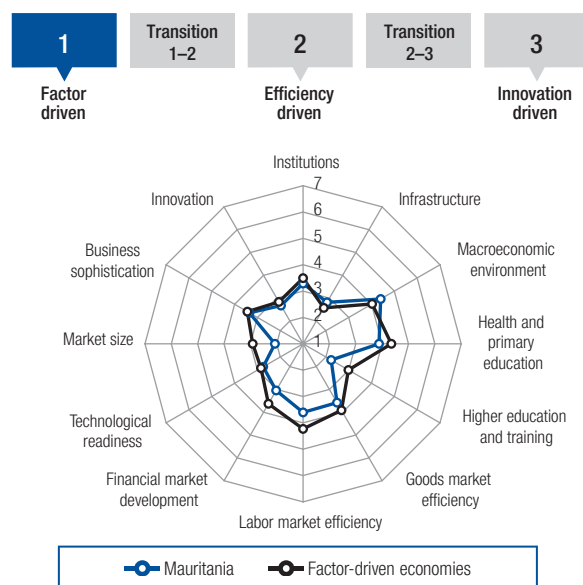 1
Transition
1–2
2
Transition
2–3
3
Factor
driven
Efficiency
driven
Innovation
driven
Institutions
Infrastructure
Macroeconomic
environment
Health and
primary
education
Higher education
and training
Goods market
efficiency
Labor market efficiency
Financial market
development
Technological
readiness
Market size
Business
sophistication
Innovation
7
6
5
4
3
2
1
Mauritania
Factor-driven economies